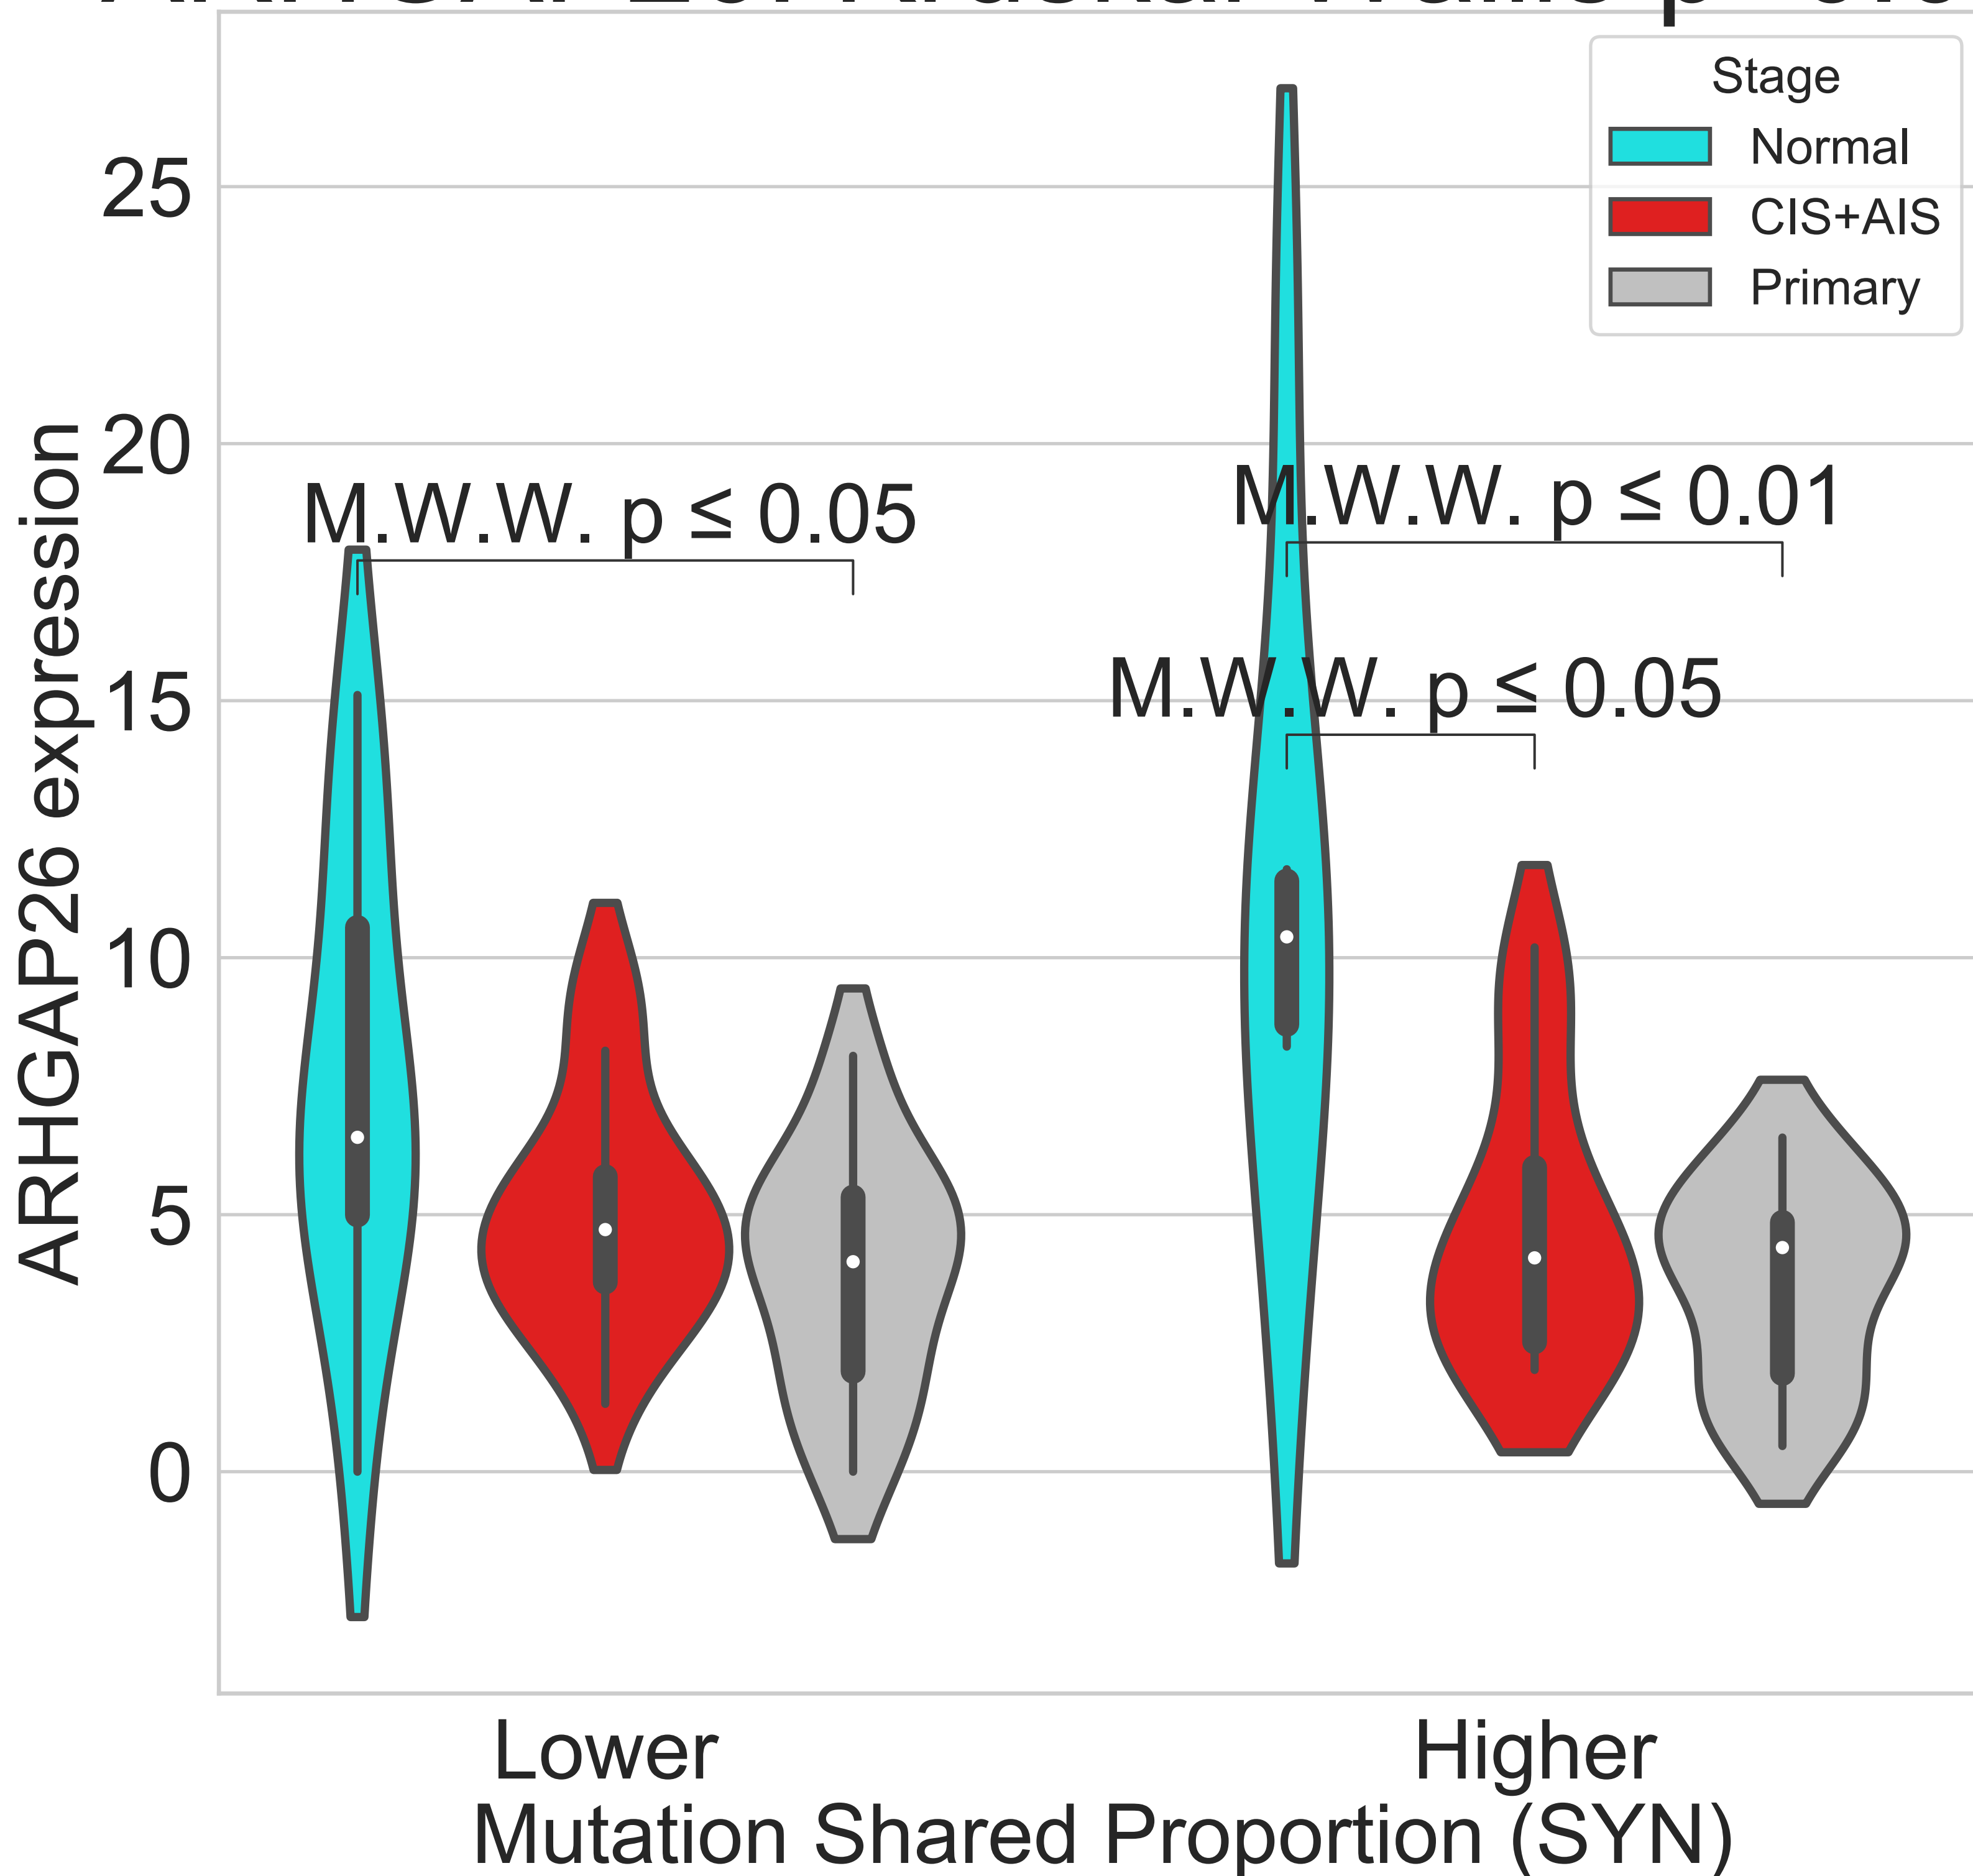 Stage
Normal
CIS+AIS
Primary
25
20
15
10
5
0
ARHGAP26 expression
M.W.W. p ≤ 0.05
M.W.W. p ≤ 0.01
M.W.W. p ≤ 0.05
Lower
Higher
Mutation Shared Proportion (SYN)